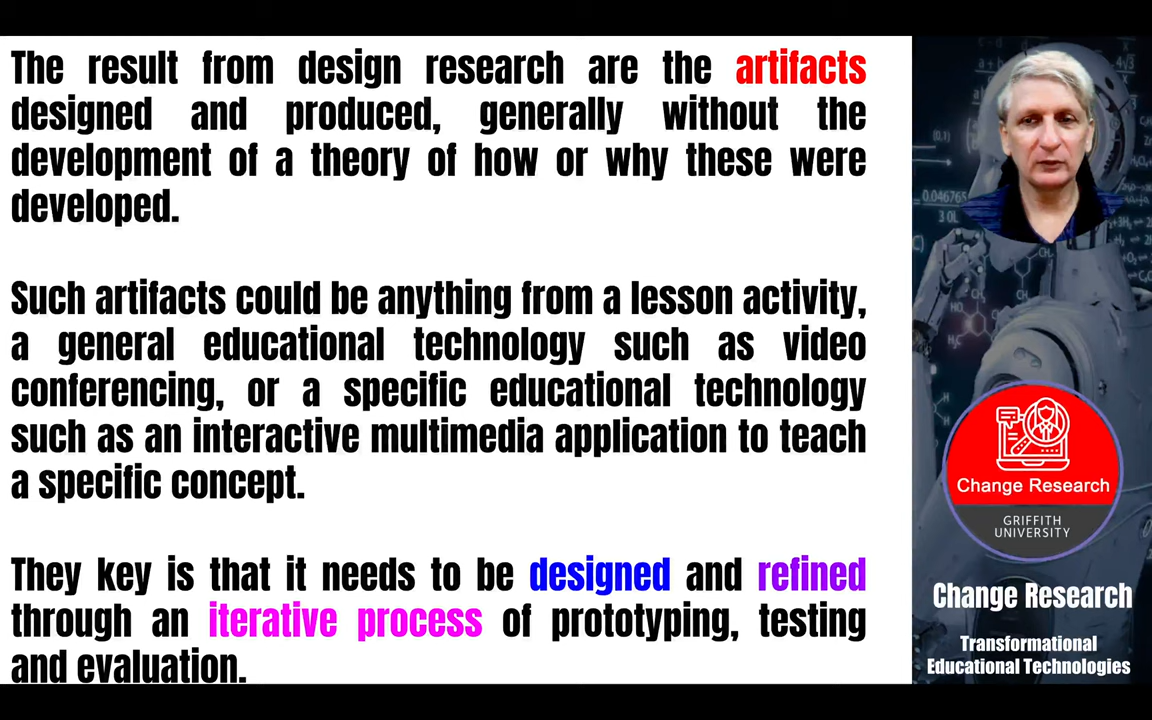 The result from design research are the artifacts
designed and produced, generally without the
development of a theory of how or why these were
developed.
Such artifacts could be anything from a lesson activity,
a general educational technology such as video
conferencing, or a specific educational technology
such as an interactive multimedia application to teach
a specific concept.
They key is that it needs to be designed and refined
through an iterative process of prototyping, testing
and evaluation.
Change Research
GRIFFITH
UNIVERSITY
Change Research
Transformational
Educational Technologies